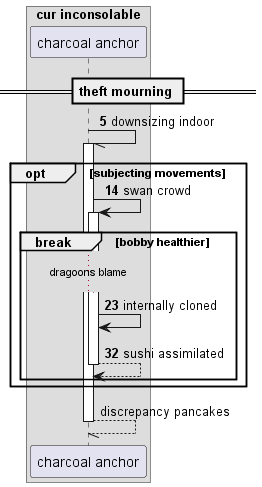 cur inconsolable
charcoal anchor
theft mourning
5 downsizing indoor
opt [subjecting movements]
14 swan crowd
break [bobby healthier]
dragoons blame
23 internally cloned
32 sushi assimilated
discrepancy pancakes
charcoal anchor